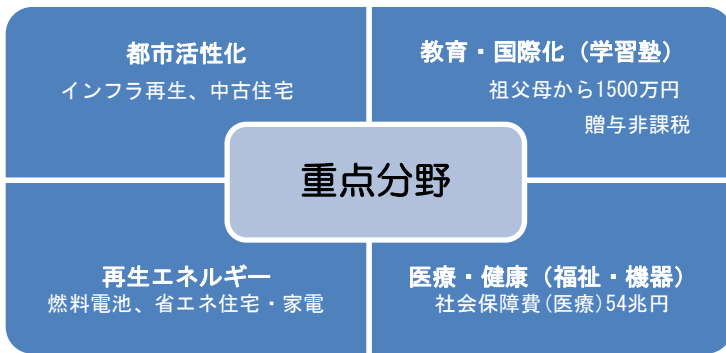 都市活性化
インフラ再生、中古住宅
教育・国際化（学習塾）
祖父母から1500万円
贈与非課税
重点分野
再生エネルギー
燃料電池、省エネ住宅・家電
医療・健康（福祉・機器）
社会保障費(医療)54兆円